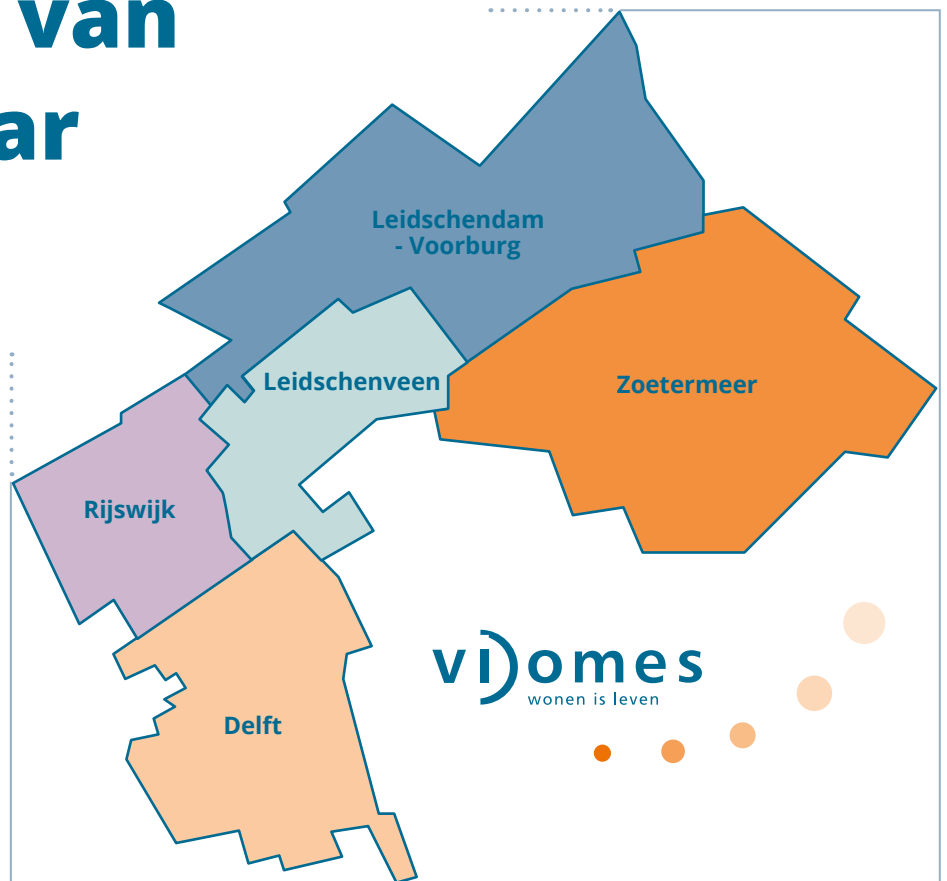 van
ar
Leidschendam
- Voorburg
Leidschenveen
Zoetermeer
Rijswijk
Delft
vidomes
wonen is leven